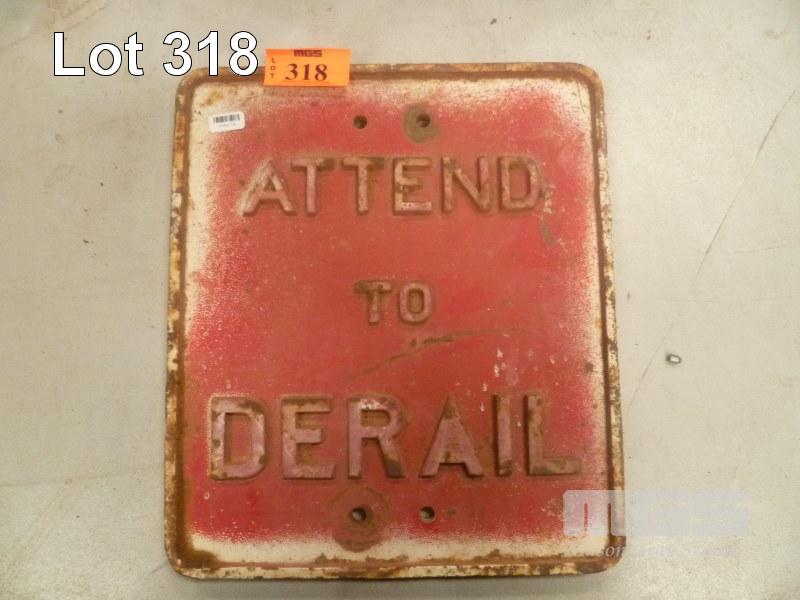 Lot 318
MGS
LOT
318
ATTEND
TO
DERAIL
MGS